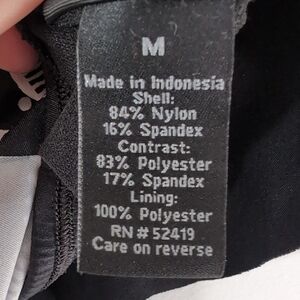 M
Made in Indonesia
Shell:
84% Nylon
16% Spandex
Contrast:
83% Polyester
17% Spandex
Lining:
100% Polyester
RN # 52419
Care on reverse